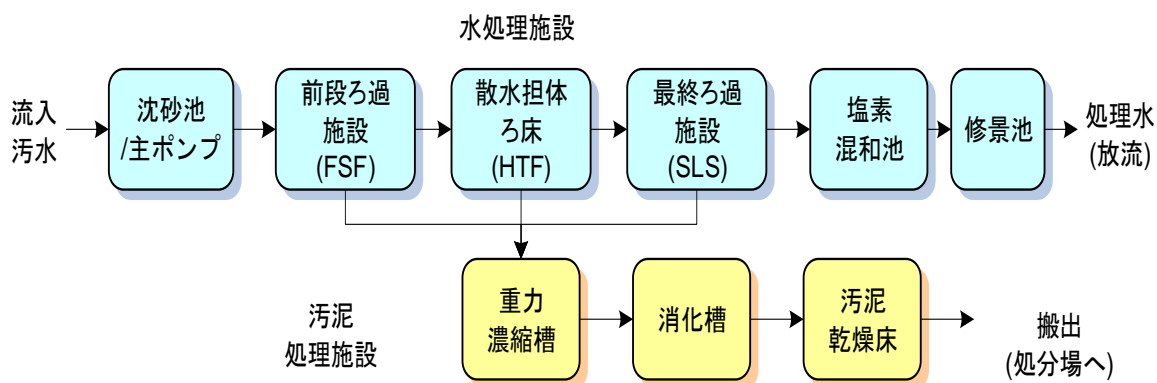 水処理施設
流入
汚水
沈砂池
/主ポンプ
前段ろ過
施設
(FSF)
散水担体
ろ床
(HTF)
最終ろ過
施設
(SLS)
塩素
混和池
修景池
処理水
(放流)
汚泥
処理施設
重力
濃縮槽
消化槽
汚泥
乾燥床
搬出
(処分場へ)